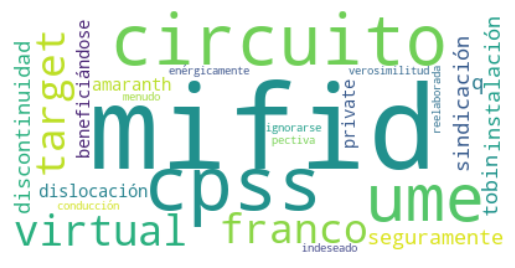 circuito
mifid
target
cpss
ume
virtual
franco
discontinuidad
beneficiándose
amaranth
enérgicamente
menudo
verosimilitud
private
reelaborada
sindicación
q
tobin
instalación
ignorarse
pectiva
dislocación
conducción
indeseado
seguramente